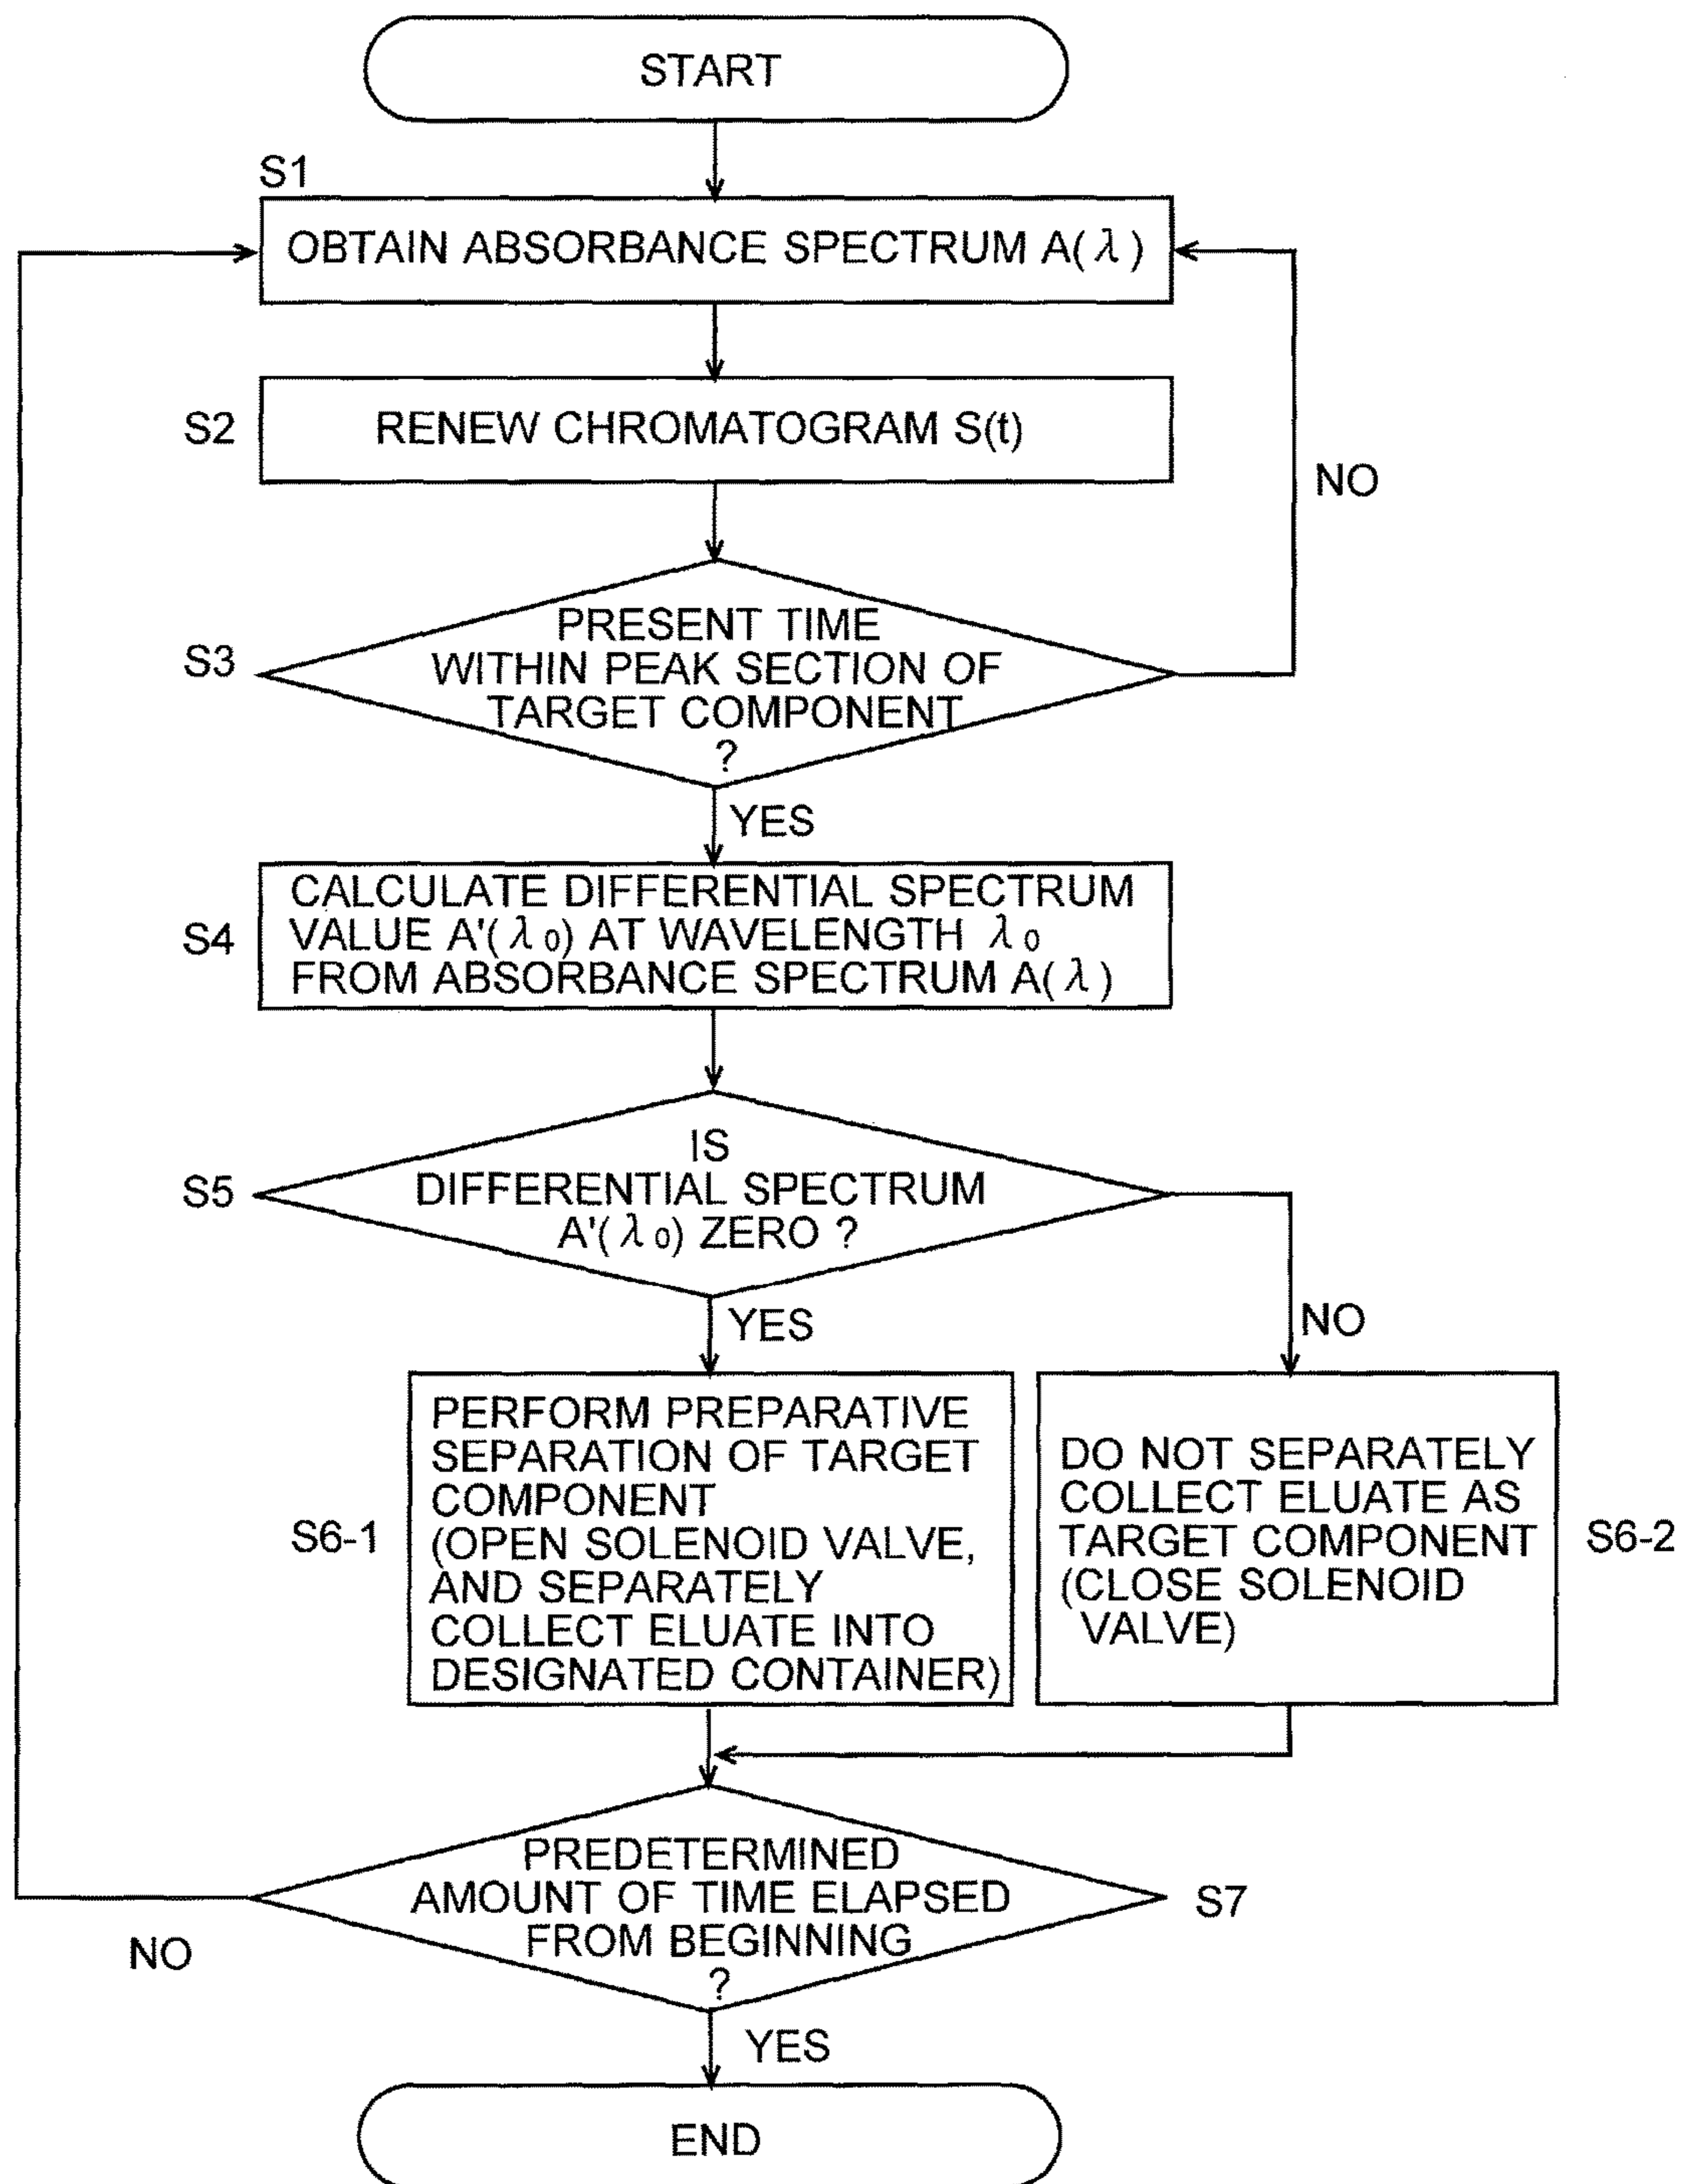 START
S1
OBTAIN ABSORBANCE SPECTRUM A(λ)
S2
RENEW CHROMATOGRAM S(t)
NO
S3
PRESENT TIME
WITHIN PEAK SECTION OF
TARGET COMPONENT
?
YES
S4
CALCULATE DIFFERENTIAL SPECTRUM
VALUE A'(λ₀) AT WAVELENGTH λ₀
FROM ABSORBANCE SPECTRUM A(λ)
S5
IS
DIFFERENTIAL SPECTRUM
A'(λ₀) ZERO ?
YES
NO
S6-1
PERFORM PREPARATIVE
SEPARATION OF TARGET
COMPONENT
(OPEN SOLENOID VALVE,
AND SEPARATELY
COLLECT ELUATE INTO
DESIGNATED CONTAINER)
DO NOT SEPARATELY
COLLECT ELUATE AS
TARGET COMPONENT
(CLOSE SOLENOID
VALVE)
S6-2
PREDETERMINED
AMOUNT OF TIME ELAPSED
FROM BEGINNING
?
S7
NO
YES
END